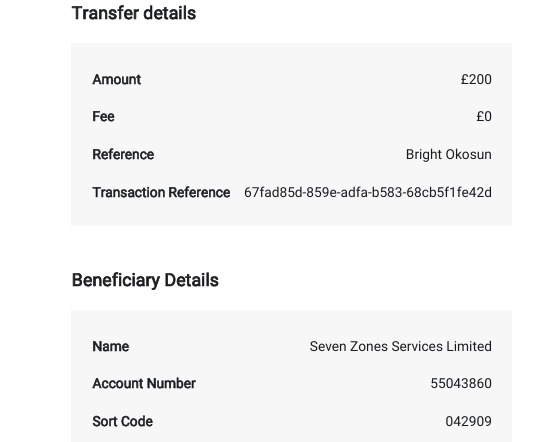 Transfer details
Amount £200
Fee £0
Reference Bright Okosun
Transaction Reference 67fad85d-859e-adfa-b583-68cb5f1fe42d
Beneficiary Details
Name Seven Zones Services Limited
Account Number 55043860
Sort Code 042909